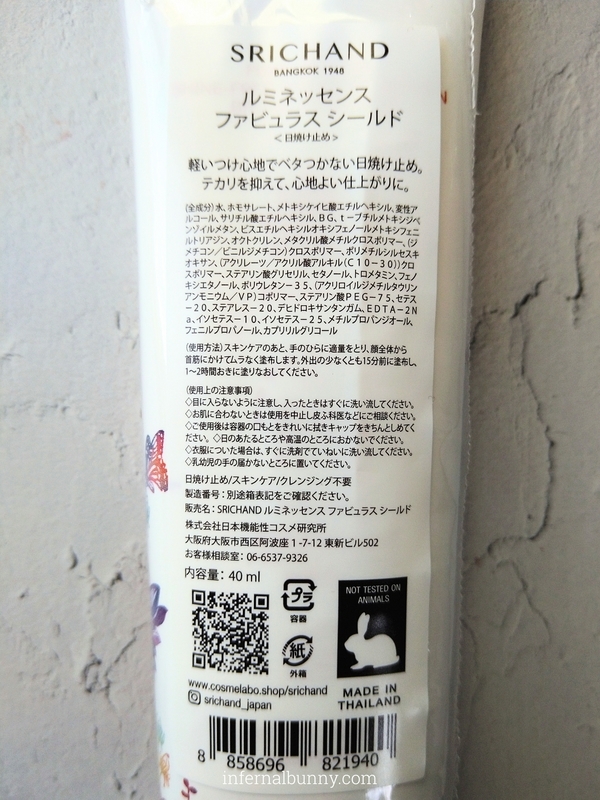 SRICHAND
BANGKOK 1948
ルミネッセンス
ファビュラス シールド
＜日焼け止め＞
軽いつけ心地でベタつかない日焼け止め。
テカリを抑えて、心地よい仕上がりに。
(全成分)水、ホモサレート、メトキシケイヒ酸エチルヘキシル、変性ア
ルコール、サリチル酸エチルヘキシル、BG、t－ブチルメトキシジベ
ンゾイルメタン、ビスエチルヘキシルオキシフェノールメトキシフェニ
ルトリアジン、オクトクリレン、メタクリル酸メチルクロスポリマー、(ジ
メチコン／ビニルジメチコン)クロスポリマー、ポリメチルシルセスキ
オキサン、(アクリレーツ／アクリル酸アルキル(C10－30))クロ
スポリマー、ステアリン酸グリセリル、セタノール、トロメタミン、フェノ
キシエタノール、ポリウレタン－35、(アクリロイルジメチルタウリン
アンモニウム／VP)コポリマー、ステアリン酸PEG－75、セテス
－20、ステアレス－20、デヒドロキサンタンガム、EDTA－2N
a、イソセテス－10、イソセテス－25、メチルプロパンジオール、
フェニルプロパノール、カプリリルグリコール
(使用方法)スキンケアのあと、手のひらに適量をとり、顔全体から
首筋にかけてムラなく塗布します。外出の少なくとも15分前に塗布し、
1〜2時間おきに塗りなおしてください。
(使用上の注意事項)
◇目に入らないように注意し、入ったときはすぐに洗い流してください。
◇お肌に合わないときは使用を中止し皮ふ科医などにご相談ください。
◇ご使用後は容器の口もとをきれいに拭きキャップをきちんとしめてく
ださい。◇日のあたるところや高温のところにおかないでください。
◇衣服についた場合は、すぐに洗剤でていねいに洗い流してください。
◇乳幼児の手の届かないところに置いてください。
日焼け止め/スキンケア/クレンジング不要
製造番号：別途箱表記をご確認ください。
販売名：SRICHAND ルミネッセンス ファビュラス シールド
株式会社日本機能性コスメ研究所
大阪府大阪市西区阿波座 1-7-12 東新ビル502
お客様相談室：06-6537-9326
内容量：40 ml
プラ
容器
紙
外箱
NOT TESTED ON
ANIMALS
www.cosmelabo.shop/srichand
srichand_japan
MADE IN
THAILAND
8 858696 821940
infernalbunny.com